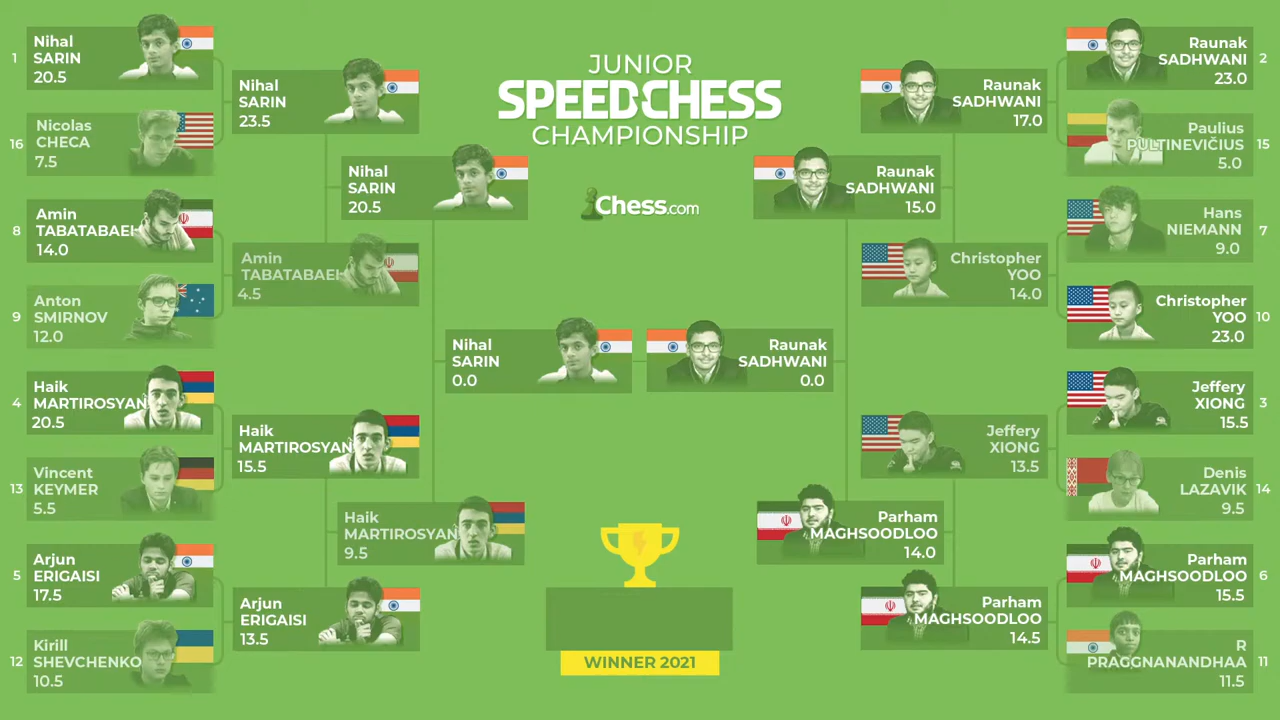 JUNIOR
SPEED CHESS
CHAMPIONSHIP
Chess.com
1
Nihal
SARIN
20.5
16
Nicolas
CHECA
7.5
8
Amin
TABATABAEI
14.0
9
Anton
SMIRNOV
12.0
4
Haik
MARTIROSYAN
20.5
13
Vincent
KEYMER
5.5
5
Arjun
ERIGAISI
17.5
12
Kirill
SHEVCHENKO
10.5
Nihal
SARIN
23.5
Amin
TABATABAEI
4.5
Haik
MARTIROSYAN
15.5
Arjun
ERIGAISI
13.5
Nihal
SARIN
20.5
Haik
MARTIROSYAN
9.5
Nihal
SARIN
0.0
Raunak
SADHWANI
0.0
Raunak
SADHWANI
15.0
Parham
MAGHSOODLOO
14.0
Raunak
SADHWANI
17.0
Christopher
YOO
14.0
Jeffery
XIONG
13.5
Parham
MAGHSOODLOO
14.5
Raunak
SADHWANI
23.0
2
Paulius
PULTINEVIČIUS
5.0
15
Hans
NIEMANN
9.0
7
Christopher
YOO
23.0
10
Jeffery
XIONG
15.5
3
Denis
LAZAVIK
9.5
14
Parham
MAGHSOODLOO
15.5
6
R
PRAGGNANANDHAA
11.5
11
WINNER 2021